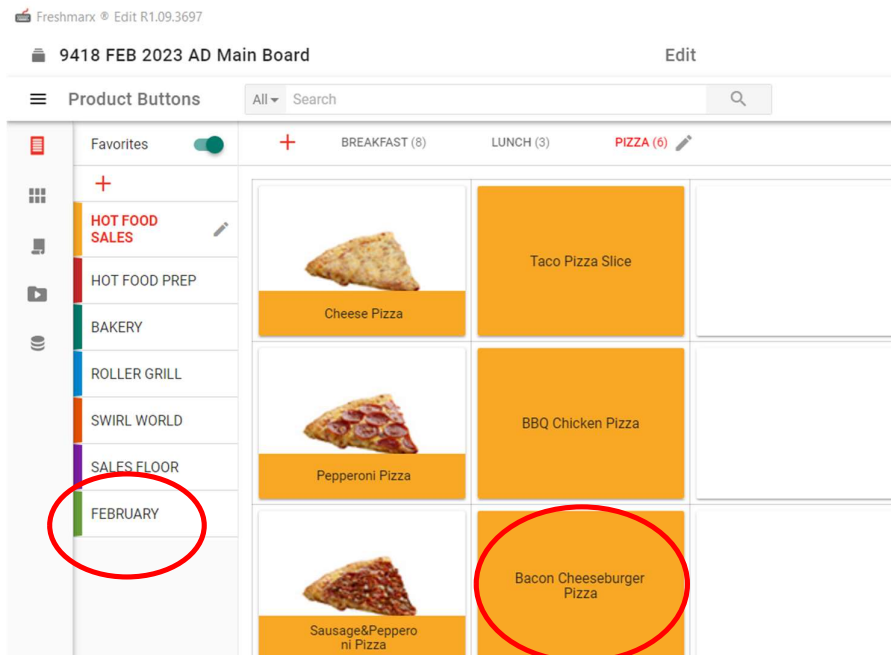 Freshmarx ® Edit R1.09.3697
9418 FEB 2023 AD Main Board
Edit
Product Buttons
All
Search
Favorites
BREAKFAST (8)
LUNCH (3)
PIZZA (6)
HOT FOOD
SALES
HOT FOOD PREP
BAKERY
ROLLER GRILL
SWIRL WORLD
SALES FLOOR
FEBRUARY
Cheese Pizza
Taco Pizza Slice
Pepperoni Pizza
BBQ Chicken Pizza
Sausage&Peppero
ni Pizza
Bacon Cheeseburger
Pizza